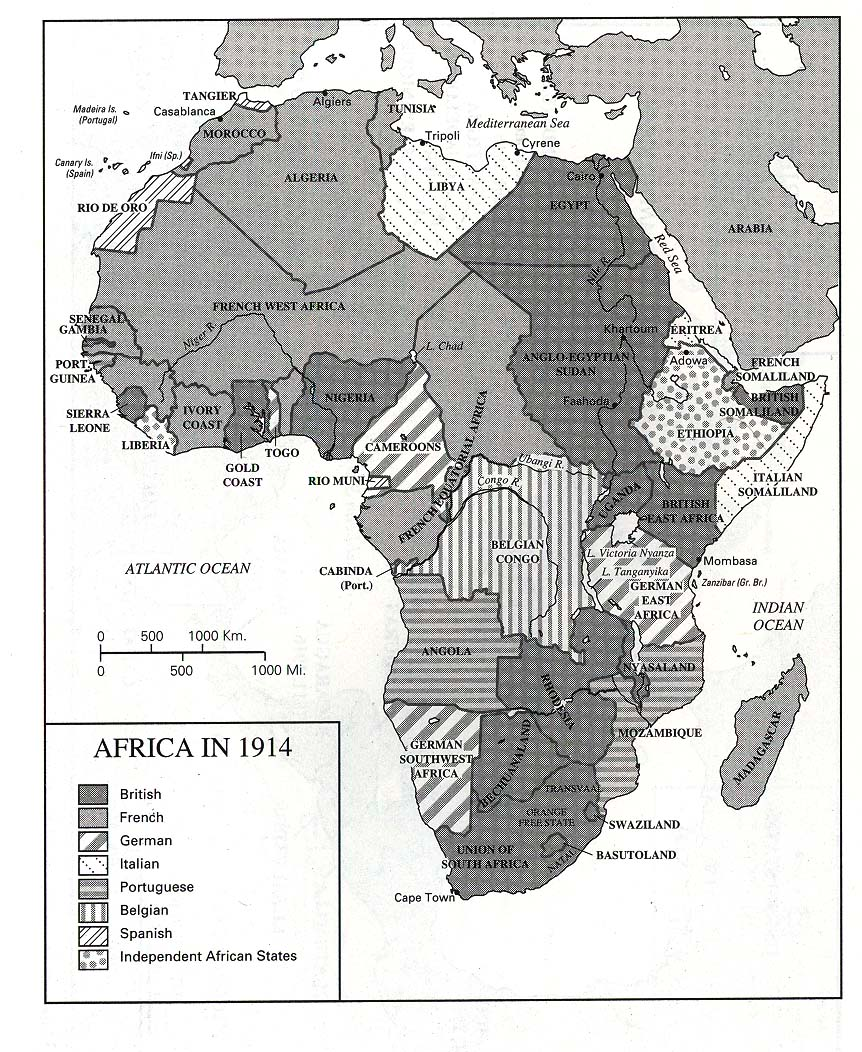 TANGIER
Casablanca
Algiers
TUNISIA
Madeira Is.
(Portugal)
MOROCCO
Mediterranean Sea
Tripoli
Cyrene
Canary Is.
(Spain)
Ifni (Sp.)
ALGERIA
LIBYA
Cairo
EGYPT
RIO DE ORO
ARABIA
Red Sea
Nile R.
FRENCH WEST AFRICA
SENEGAL
GAMBIA
Niger R.
Khartoum
ERITREA
L. Chad
ANGLO-EGYPTIAN
SUDAN
Adowa
FRENCH
SOMALILAND
PORT.
GUINEA
NIGERIA
BRITISH
SOMALILAND
Fashoda
SIERRA
LEONE
IVORY
COAST
ETHIOPIA
LIBERIA
TOGO
CAMEROONS
GOLD
COAST
FRENCH EQUATORIAL AFRICA
Ubangi R.
RIO MUNI
Congo R.
ITALIAN
SOMALILAND
UGANDA
BRITISH
EAST AFRICA
BELGIAN
CONGO
L. Victoria Nyanza
Mombasa
ATLANTIC OCEAN
CABINDA
(Port.)
L. Tanganyika
GERMAN
EAST
AFRICA
Zanzibar (Gr. Br.)
INDIAN
OCEAN
0 500 1000 Km.
0 500 1000 Mi.
ANGOLA
NYASALAND
RHODESIA
MOZAMBIQUE
MADAGASCAR
GERMAN
SOUTHWEST
AFRICA
BECHUANALAND
TRANSVAAL
ORANGE
FREE STATE
SWAZILAND
UNION OF
SOUTH AFRICA
NATAL
BASUTOLAND
Cape Town
AFRICA IN 1914
British
French
German
Italian
Portuguese
Belgian
Spanish
Independent African States